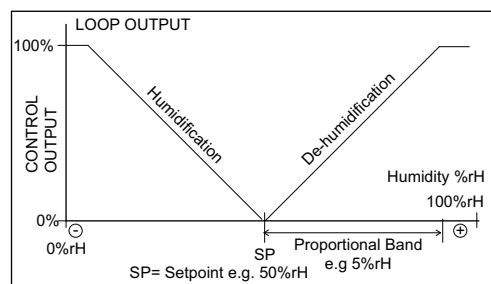 LOOP OUTPUT
100%
CONTROL
OUTPUT
Humidification
De-humidification
Humidity %rH
100%rH
0%
0%rH
SP
Proportional Band
e.g 5%rH
SP= Setpoint e.g. 50%rH